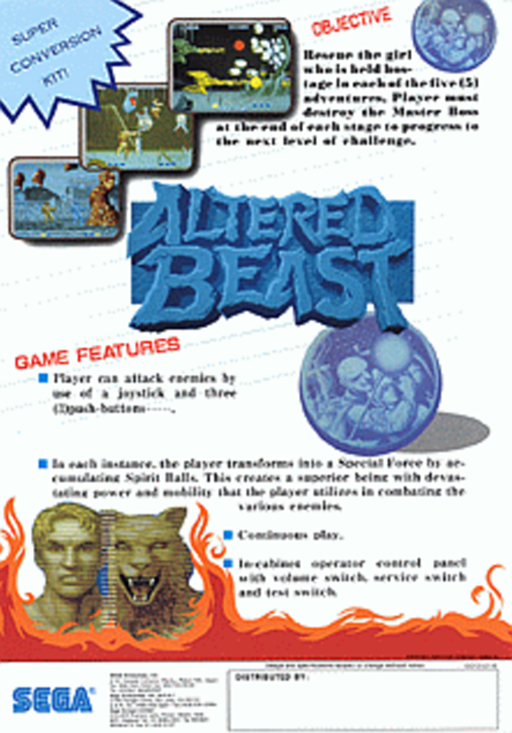 SUPER
CONVERSION
KIT!
OBJECTIVE
Rescue the girl
who is held hos-
tage in each of the five (5)
adventures. Player must
destroy the Master Boss
at the end of each stage to progress to
the next level of challenge.
ALTERED
BEAST
GAME FEATURES
Player can attack enemies by
use of a joystick and three
(3)push-buttons-----.
In each instance, the player transforms into a Special Force by ac-
cumulating Spirit Balls. This creates a superior being with devas-
tating power and mobility that the player utilizes in combating the
various enemies.
Continuous play.
In-cabinet operator control panel
with volume switch, service switch
and test switch.
SEGA
DISTRIBUTED BY: